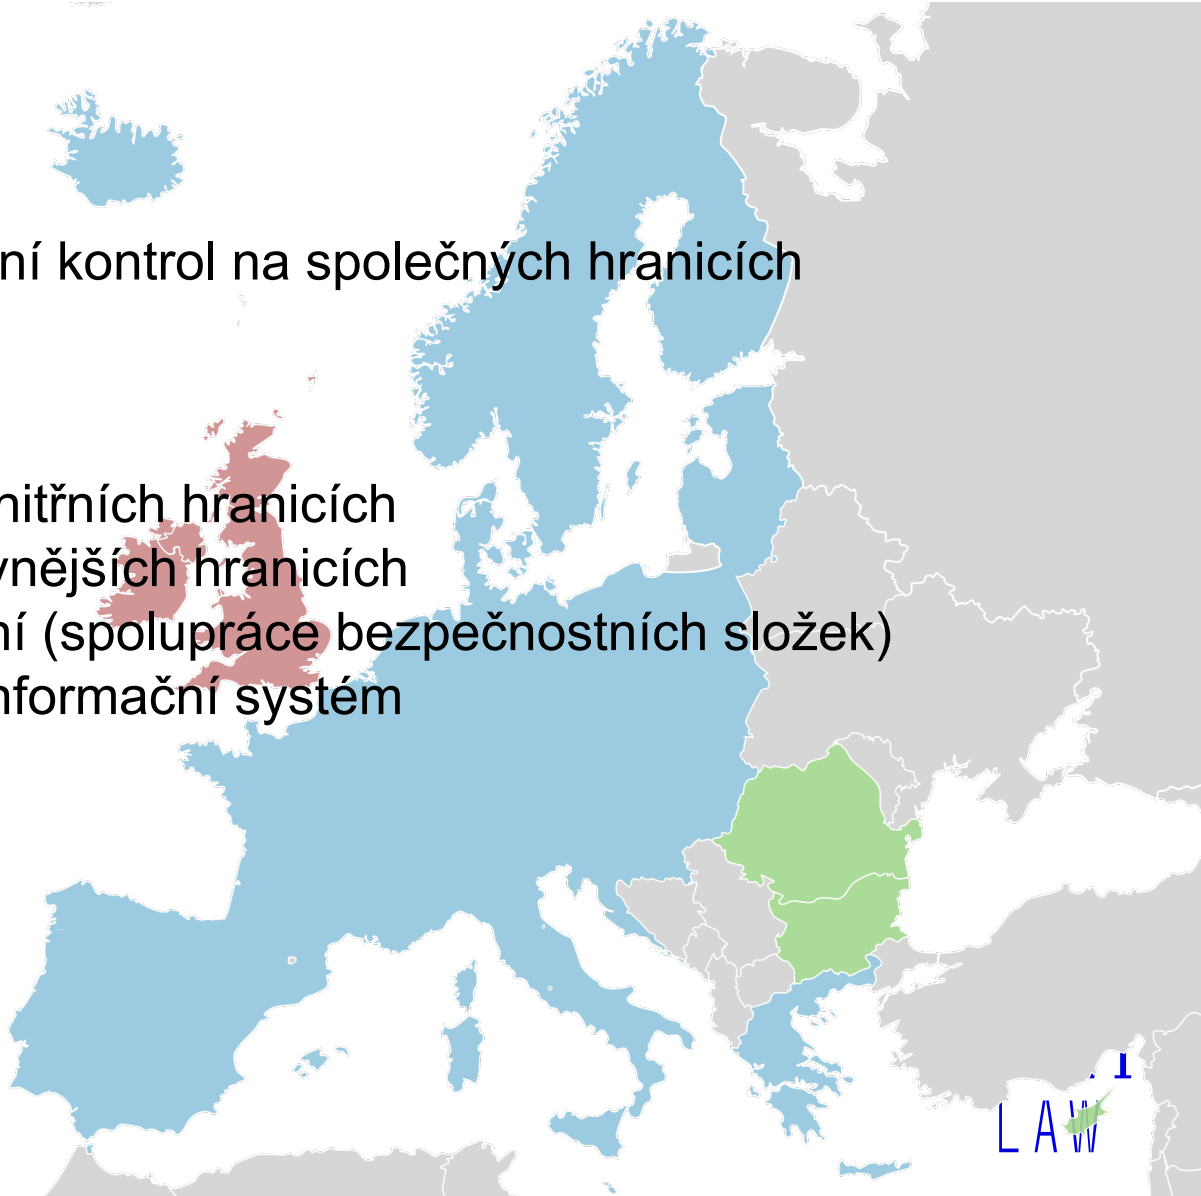 ní kontrol na společných hranicích
nitřních hranicích
vnějších hranicích
ní (spolupráce bezpečnostních složek)
nformační systém
LAW